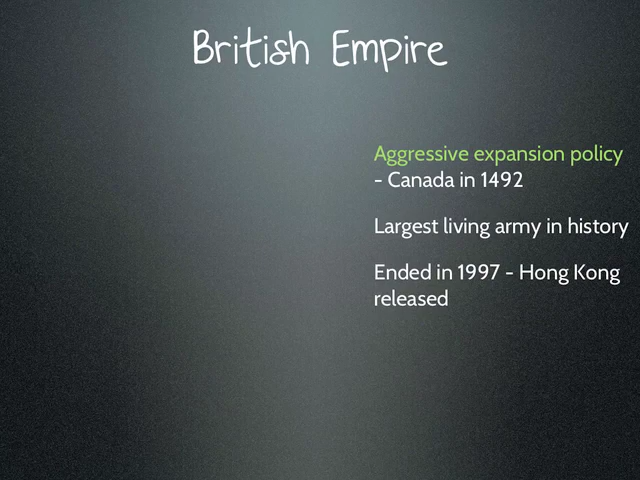 British Empire
Aggressive expansion policy
- Canada in 1492
Largest living army in history
Ended in 1997 - Hong Kong
released